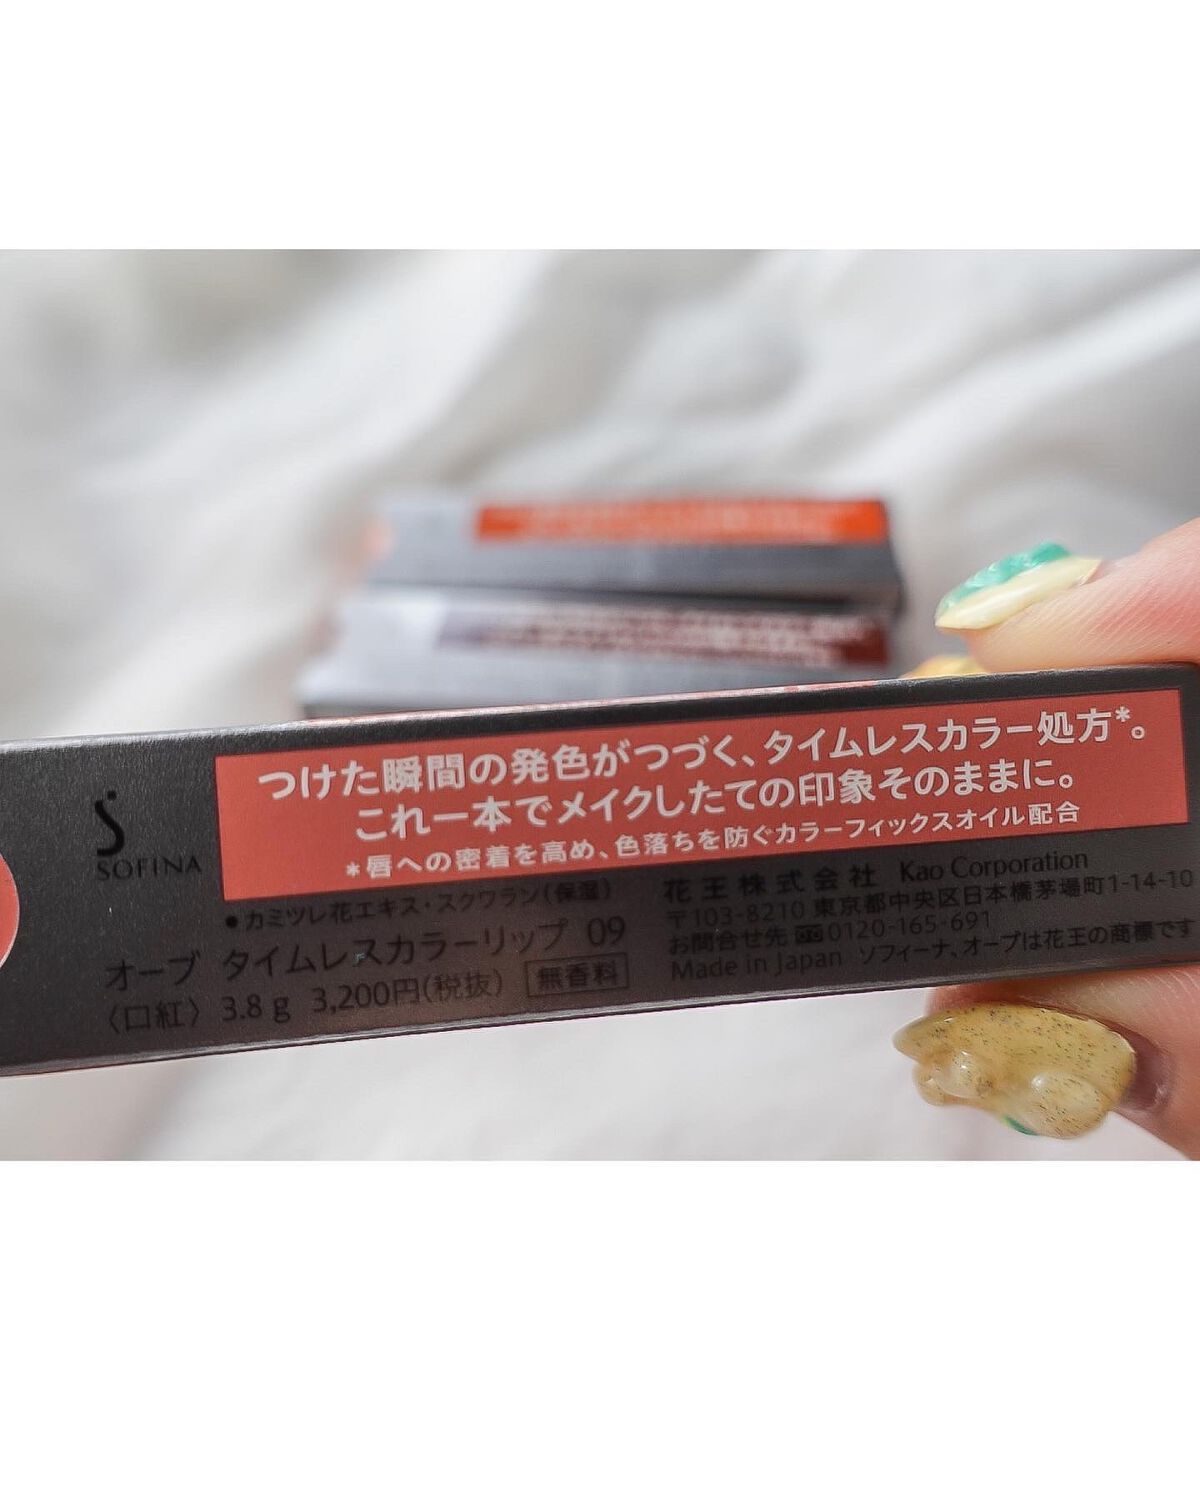 つけた瞬間の発色がつづく、タイムレスカラー処方*。
これ一本でメイクしたての印象そのままに。
*唇への密着を高め、色落ちを防ぐカラーフィックスオイル配合
S
SOFINA
●カミツレ花エキス・スクワラン(保湿)
オーブ タイムレスカラーリップ 09
〈口紅〉 3.8g 3,200円(税抜) 無香料
花王株式会社 Kao Corporation
〒103-8210 東京都中央区日本橋茅場町1-14-10
お問合せ先 0120-165-691
Made in Japan ソフィーナ、オーブは花王の商標です